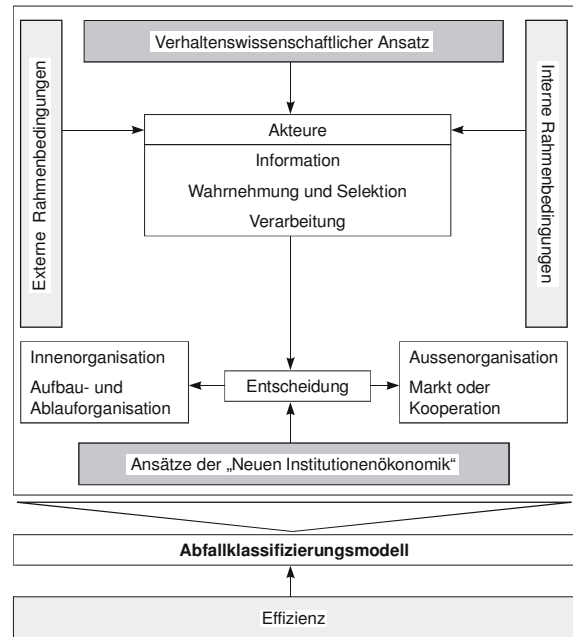 Verhaltenswissenschaftlicher Ansatz
Externe Rahmenbedingungen
Interne Rahmenbedingungen
Akteure
Information
Wahrnehmung und Selektion
Verarbeitung
Innenorganisation
Aufbau- und
Ablauforganisation
Entscheidung
Aussenorganisation
Markt oder
Kooperation
Ansätze der „Neuen Institutionenökonomik“
Abfallklassifizierungsmodell
Effizienz